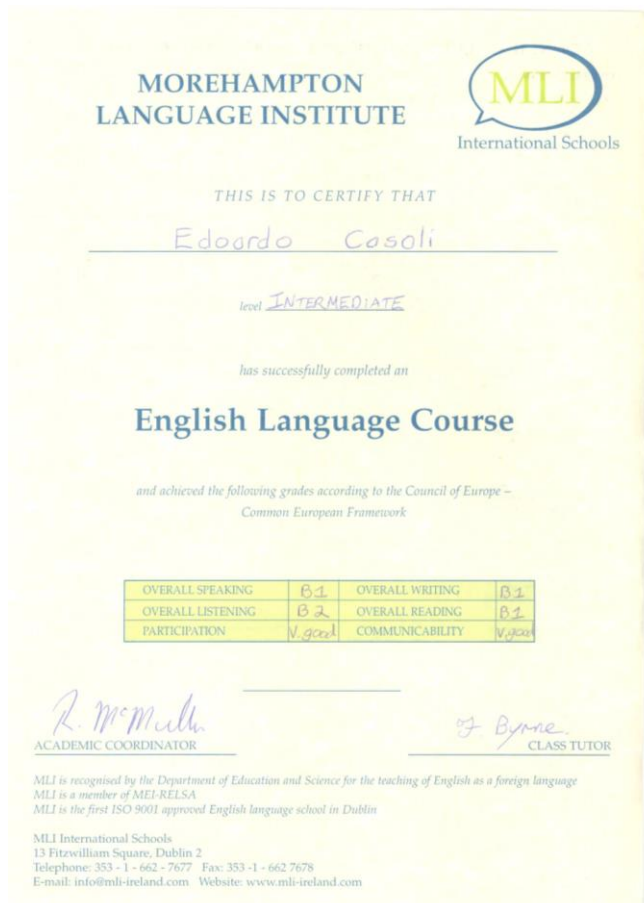 MOREHAMPTON
LANGUAGE INSTITUTE
MLI
International Schools
THIS IS TO CERTIFY THAT
Edoardo Casoli
level INTERMEDIATE
has successfully completed an
English Language Course
and achieved the following grades according to the Council of Europe –
Common European Framework
OVERALL SPEAKING B1 OVERALL WRITING B1
OVERALL LISTENING B2 OVERALL READING B1
PARTICIPATION V.good COMMUNICABILITY V.good
R. McMulln
ACADEMIC COORDINATOR
J. Byrne.
CLASS TUTOR
MLI is recognised by the Department of Education and Science for the teaching of English as a foreign language
MLI is a member of MEI-RELSA
MLI is the first ISO 9001 approved English language school in Dublin
MLI International Schools
13 Fitzwilliam Square, Dublin 2
Telephone: 353 - 1 - 662 - 7677 Fax: 353 -1 - 662 7678
E-mail: info@mli-ireland.com Website: www.mli-ireland.com